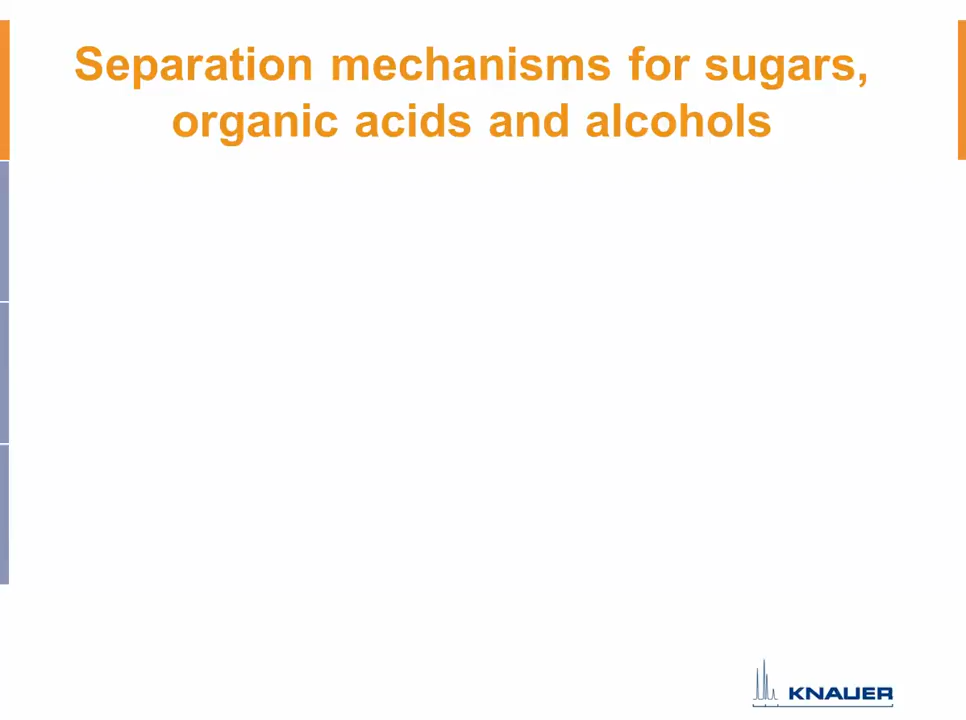 Separation mechanisms for sugars,
organic acids and alcohols
KNAUER